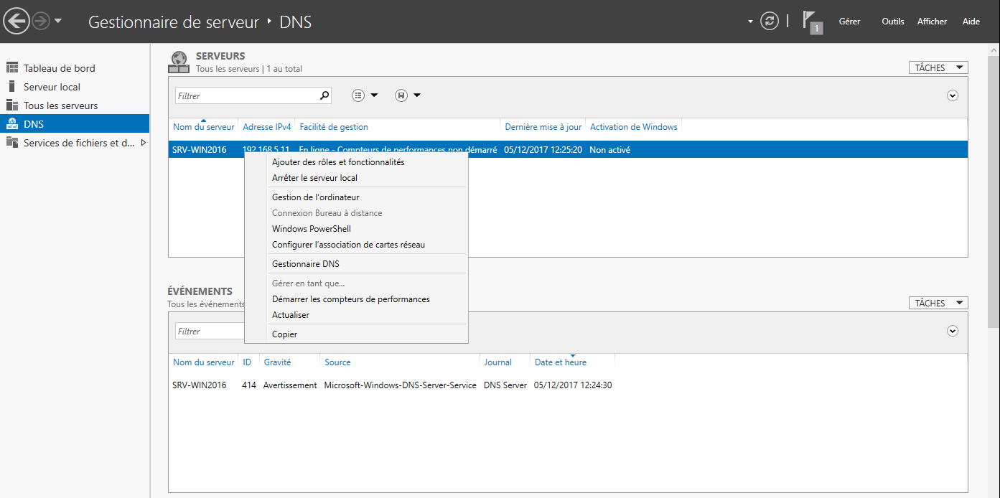 Gestionnaire de serveur ‣ DNS
1
Gérer Outils Afficher Aide
Tableau de bord
Serveur local
Tous les serveurs
DNS
Services de fichiers et d...
SERVEURS
Tous les serveurs | 1 au total
TÂCHES
Filtrer
Nom du serveur Adresse IPv4 Facilité de gestion Dernière mise à jour Activation de Windows
SRV-WIN2016 192.168.5.11 En ligne - Compteurs de performances non démarré 05/12/2017 12:25:20 Non activé
Ajouter des rôles et fonctionnalités
Arrêter le serveur local
Gestion de l'ordinateur
Connexion Bureau à distance
Windows PowerShell
Configurer l'association de cartes réseau
Gestionnaire DNS
Gérer en tant que...
Démarrer les compteurs de performances
Actualiser
Copier
ÉVÉNEMENTS
Tous les événements
TÂCHES
Filtrer
Nom du serveur ID Gravité Source Journal Date et heure
SRV-WIN2016 414 Avertissement Microsoft-Windows-DNS-Server-Service DNS Server 05/12/2017 12:24:30